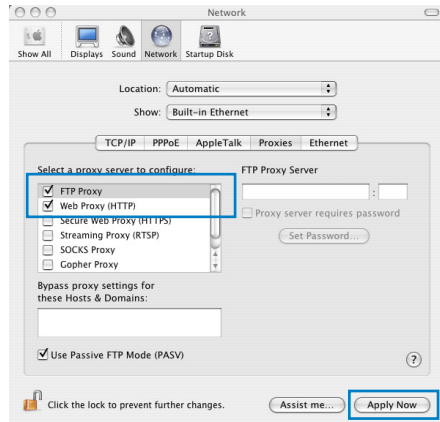 Network
Show All Displays Sound Network Startup Disk
Location: Automatic
Show: Built-in Ethernet
TCP/IP PPPoE AppleTalk Proxies Ethernet
Select a proxy server to configure: FTP Proxy Server
FTP Proxy
:
Web Proxy (HTTP)
Proxy server requires password
Secure Web Proxy (HTTPS)
Streaming Proxy (RTSP) Set Password...
SOCKS Proxy
Gopher Proxy
Bypass proxy settings for
these Hosts & Domains:
Use Passive FTP Mode (PASV) ?
Click the lock to prevent further changes. Assist me... Apply Now